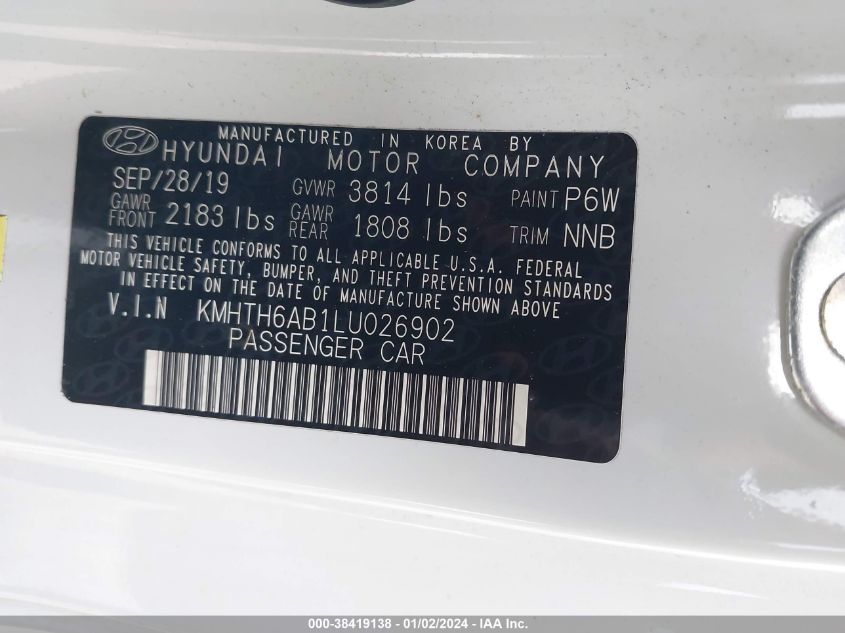 MANUFACTURED IN KOREA BY
HYUNDAI MOTOR COMPANY
SEP/28/19 GVWR 3814 lbs PAINT P6W
GAWR FRONT 2183 lbs GAWR REAR 1808 lbs TRIM NNB
THIS VEHICLE CONFORMS TO ALL APPLICABLE U.S.A. FEDERAL
MOTOR VEHICLE SAFETY, BUMPER, AND THEFT PREVENTION STANDARDS
IN EFFECT ON THE DATE OF MANUFACTURE SHOWN ABOVE
V.I.N KMHTH6AB1LU026902
PASSENGER CAR
000-38419138 - 01/02/2024 - IAA Inc.